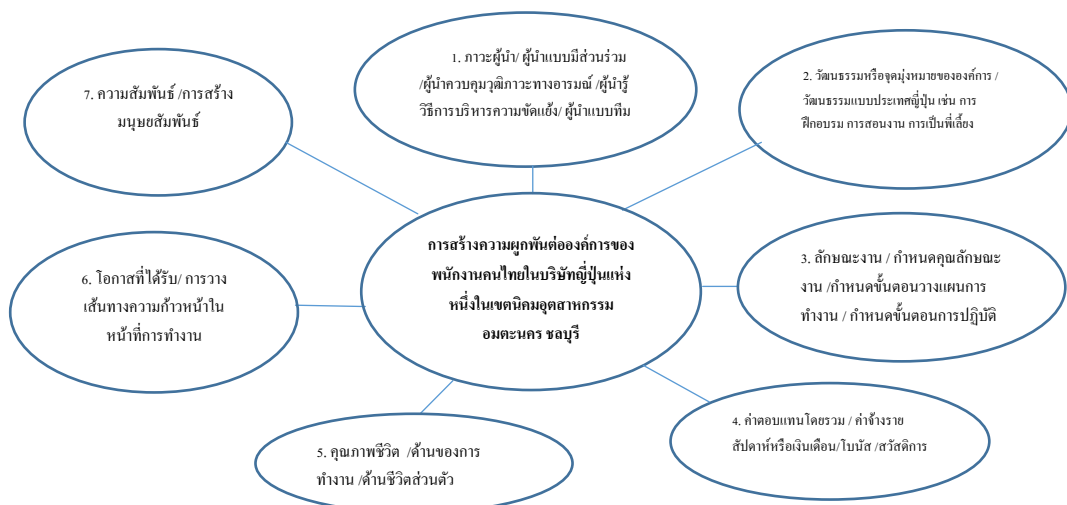 1. ภาวะผู้นำ/ ผู้นำแบบมีส่วนร่วม
/ผู้นำควบคุมวุฒิภาวะทางอารมณ์ /ผู้นำรู้
วิธีการบริหารความขัดแย้ง/ ผู้นำแบบทีม
2. วัฒนธรรมหรือจุดมุ่งหมายขององค์การ /
วัฒนธรรมแบบประเทศญี่ปุ่น เช่น การ
ฝึกอบรม การสอนงาน การเป็นพี่เลี้ยง
3. ลักษณะงาน / กำหนดคุณลักษณะ
งาน /กำหนดขั้นตอนวางแผนการ
ทำงาน / กำหนดขั้นตอนการปฏิบัติ
4. ค่าตอบแทนโดยรวม / ค่าจ้างราย
สัปดาห์หรือเงินเดือน/โบนัส /สวัสดิการ
5. คุณภาพชีวิต /ด้านของการ
ทำงาน /ด้านชีวิตส่วนตัว
6. โอกาสที่ได้รับ/ การวาง
เส้นทางความก้าวหน้าใน
หน้าที่การทำงาน
7. ความสัมพันธ์ /การสร้าง
มนุษยสัมพันธ์
การสร้างความผูกพันต่อองค์การของ
พนักงานคนไทยในบริษัทญี่ปุ่นแห่ง
หนึ่งในเขตนิคมอุตสาหกรรม
อมตะนคร ชลบุรี